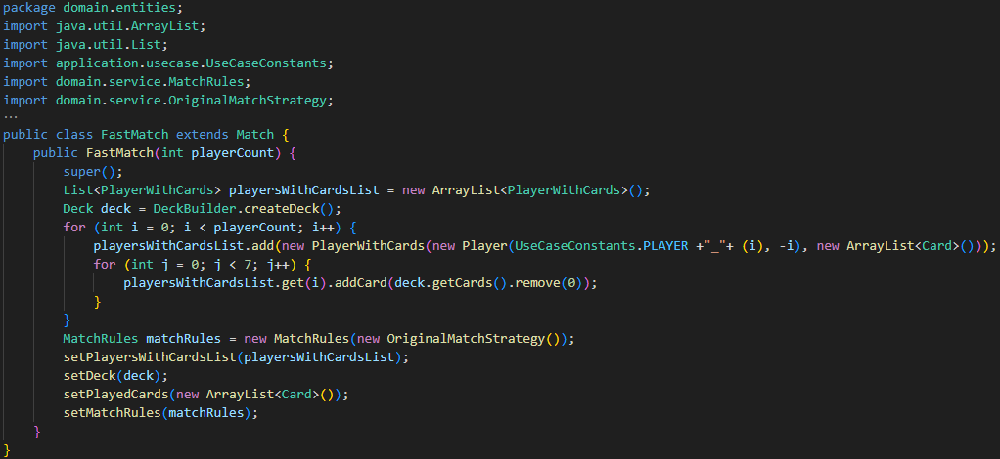 package domain.entities;
import java.util.ArrayList;
import java.util.List;
import application.usecase.UseCaseConstants;
import domain.service.MatchRules;
import domain.service.OriginalMatchStrategy;
...
public class FastMatch extends Match {
    public FastMatch(int playerCount) {
        super();
        List<PlayerWithCards> playersWithCardsList = new ArrayList<PlayerWithCards>();
        Deck deck = DeckBuilder.createDeck();
        for (int i = 0; i < playerCount; i++) {
            playersWithCardsList.add(new PlayerWithCards(new Player(UseCaseConstants.PLAYER +"_"+ (i), -i), new ArrayList<Card>()));
            for (int j = 0; j < 7; j++) {
                playersWithCardsList.get(i).addCard(deck.getCards().remove(0));
            }
        }
        MatchRules matchRules = new MatchRules(new OriginalMatchStrategy());
        setPlayersWithCardsList(playersWithCardsList);
        setDeck(deck);
        setPlayedCards(new ArrayList<Card>());
        setMatchRules(matchRules);
    }
}